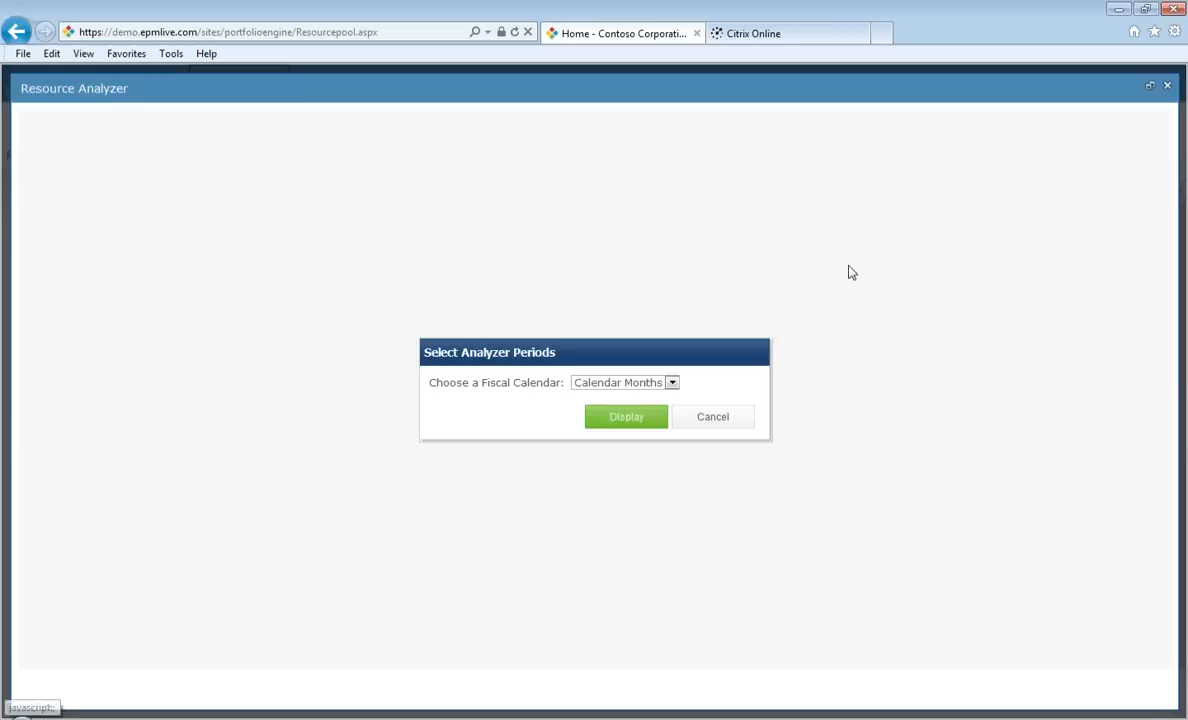 https://demo.epmlive.com/sites/portfolioengine/Resourcepool.aspx
Home - Contoso Corporati...
Citrix Online
File Edit View Favorites Tools Help
Resource Analyzer
Select Analyzer Periods
Choose a Fiscal Calendar: Calendar Months
Display Cancel
javascript:;